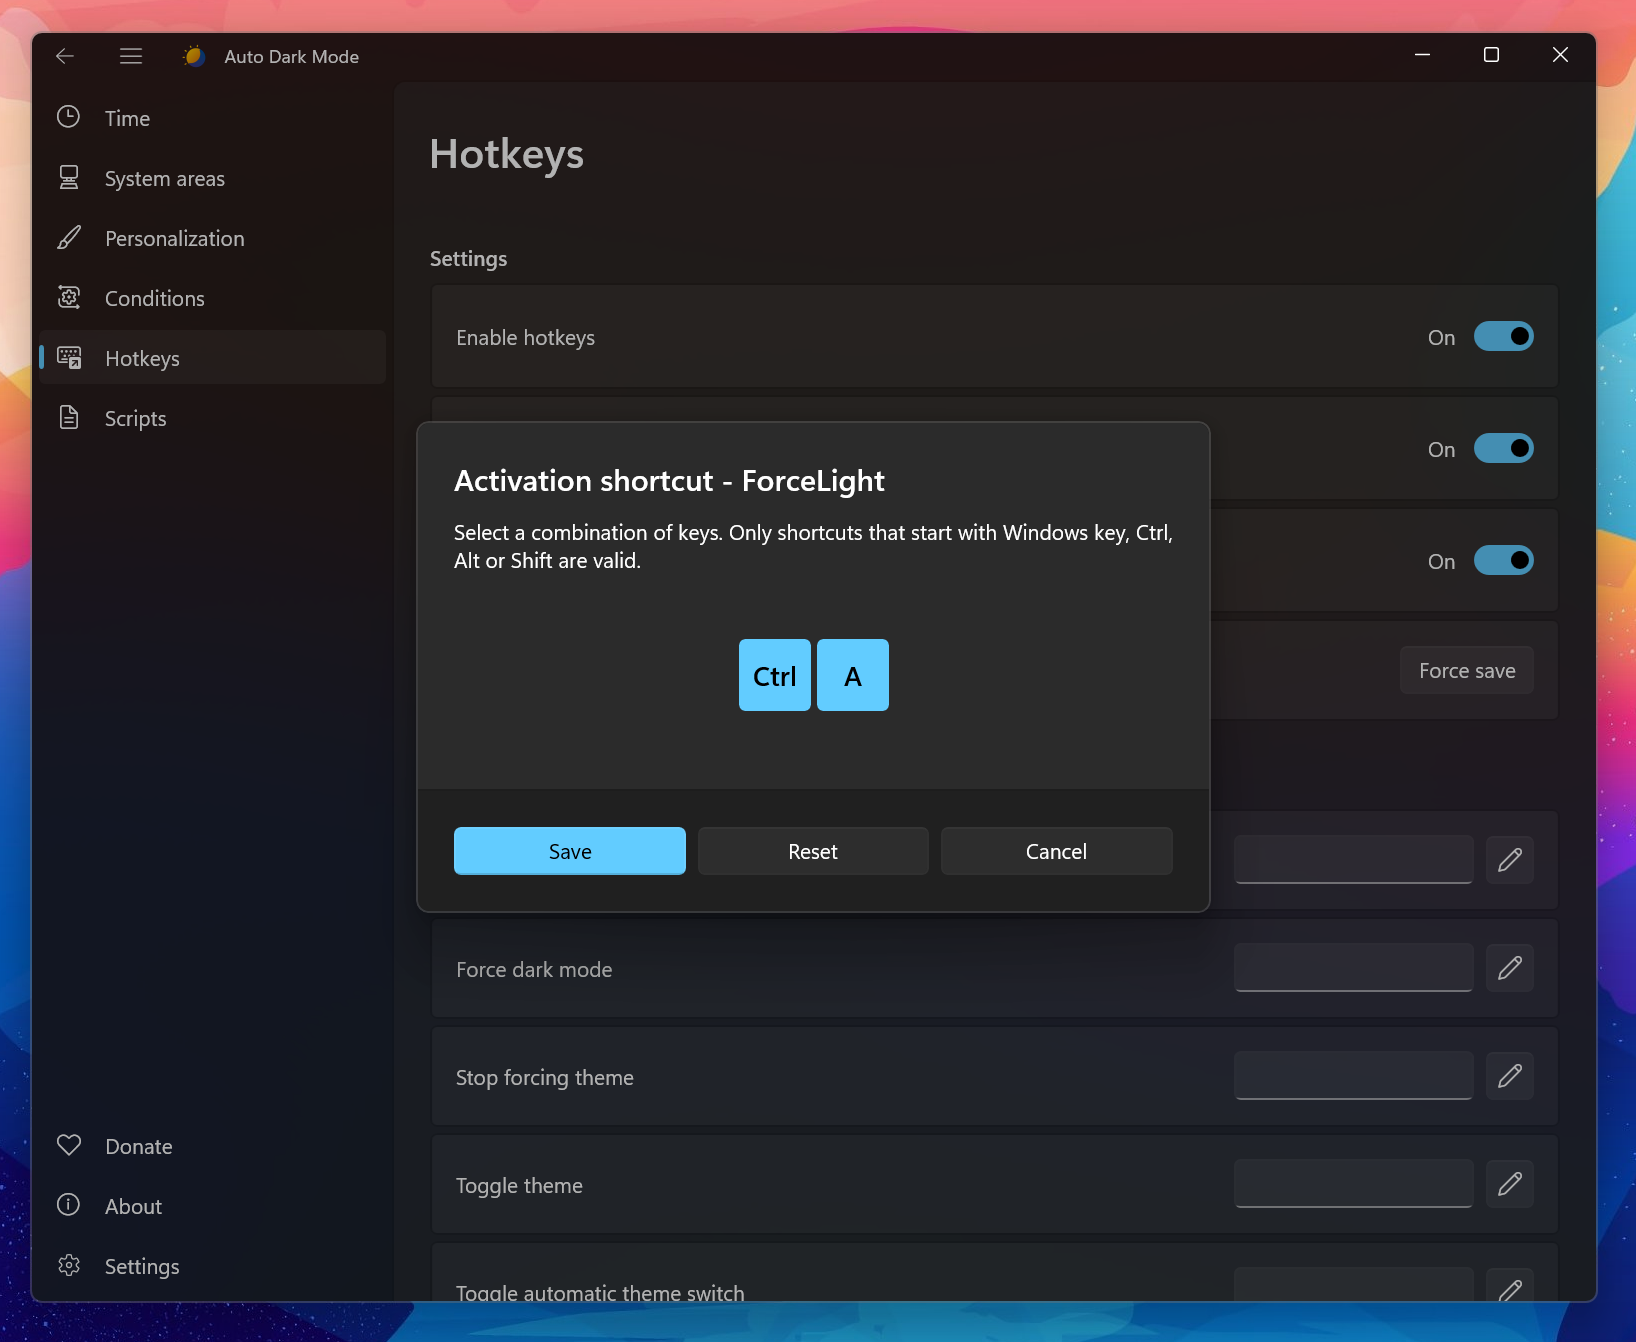 Auto Dark Mode
Time
System areas
Personalization
Conditions
Hotkeys
Scripts
Donate
About
Settings
Hotkeys
Settings
Enable hotkeys
On
On
On
Force save
Activation shortcut - ForceLight
Select a combination of keys. Only shortcuts that start with Windows key, Ctrl,
Alt or Shift are valid.
Ctrl
A
Save
Reset
Cancel
Force dark mode
Stop forcing theme
Toggle theme
Toggle automatic theme switch